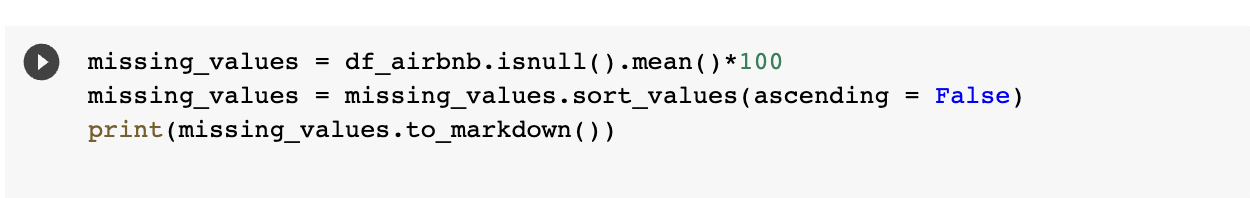 missing_values = df_airbnb.isnull().mean()*100
missing_values = missing_values.sort_values(ascending = False)
print(missing_values.to_markdown())